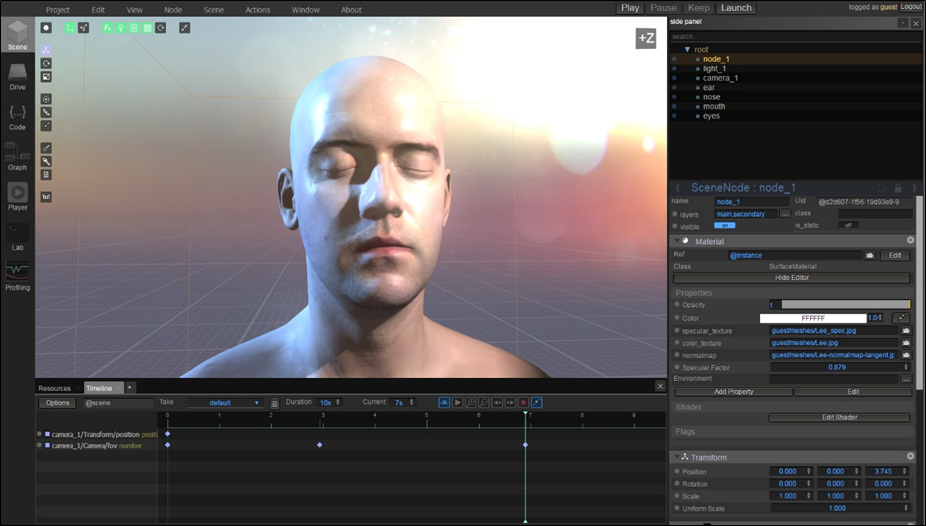 Project Edit View Node Scene Actions Window About Play Pause Keep Launch logged as guest Logout
side panel
search...
root
node_1
light_1
camera_1
ear
nose
mouth
eyes
+Z
Scene
Drive
Code
Graph
Player
Lab
Profiling
SceneNode : node_1
name node_1 Uid @d2d607-1f56-19d93e9-9
layers main,secondary ... class
visible on is_static off
Material
Ref @instance Edit
Class SurfaceMaterial
Hide Editor
Properties
Opacity 1
Color FFFFFF 1.0
specular_texture guest/meshes/Lee_spec.jpg
color_texture guest/meshes/Lee.jpg
normalmap guest/meshes/Lee-normalmap-tangent.jp
Specular Factor 0.879
Environment ...
Add Property Edit
Shader
Edit Shader
Flags
Transform
Position 0.000 0.000 3.745
Rotation 0.000 0.000 0.000
Scale 1.000 1.000 1.000
Uniform Scale 1.000
Resources Timeline +
Options @scene Take default Duration 10s Current 7s
0 1 2 3 4 5 6 7 8 9
camera_1/Transform/position positi
camera_1/Camera/fov number